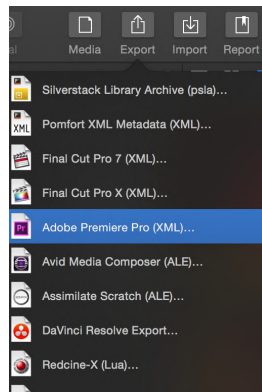 al
Media
Export
Import
Report
Silverstack Library Archive (psla)...
XML
Pomfort XML Metadata (XML)...
Final Cut Pro 7 (XML)...
Final Cut Pro X (XML)...
Pr
Adobe Premiere Pro (XML)...
Avid Media Composer (ALE)...
Assimilate Scratch (ALE)...
DaVinci Resolve Export...
Redcine-X (Lua)...